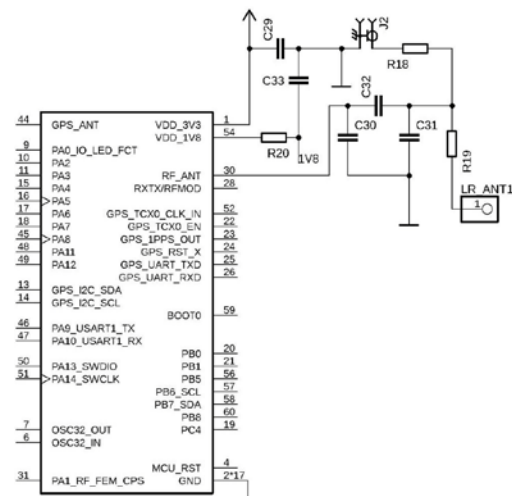 C29
C33
J2
R18
C32
C30
C31
R20
1V8
R19
LR_ANT1
1
44 GPS_ANT
9 PA0_IO_LED_FCT
10 PA2
11 PA3
15 PA4
16 PA5
17 PA6
18 PA7
45 PA8
48 PA11
49 PA12
13 GPS_I2C_SDA
14 GPS_I2C_SCL
46 PA9_USART1_TX
47 PA10_USART1_RX
50 PA13_SWDIO
51 PA14_SWCLK
7 OSC32_OUT
6 OSC32_IN
31 PA1_RF_FEM_CPS
VDD_3V3 1
VDD_1V8 54
RF_ANT 30
RXTX/RFMOD 28
GPS_TCX0_CLK_IN 52
GPS_TCX0_EN 22
GPS_1PPS_OUT 23
GPS_RST_X 24
GPS_UART_TXD 25
GPS_UART_RXD 26
BOOT0 59
PB0 20
PB1 21
PB5 56
PB6_SCL 57
PB7_SDA 58
PB8 60
PC4 19
MCU_RST 4
GND 2*17